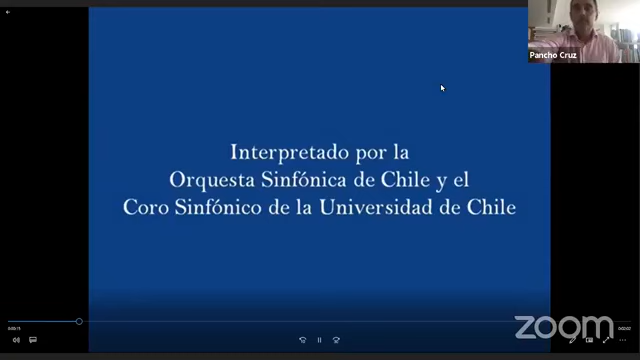 Pancho Cruz
Interpretado por la
Orquesta Sinfónica de Chile y el
Coro Sinfónico de la Universidad de Chile
zoom